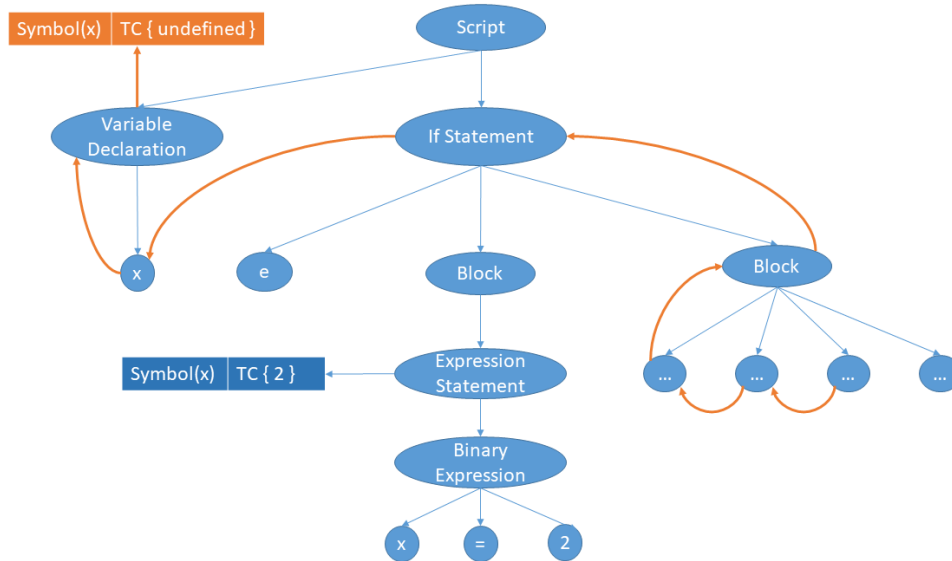 Symbol(x) TC { undefined }
Script
Variable
Declaration
If Statement
x
e
Block
Block
Symbol(x) TC { 2 }
Expression
Statement
...
...
...
...
Binary
Expression
x
=
2